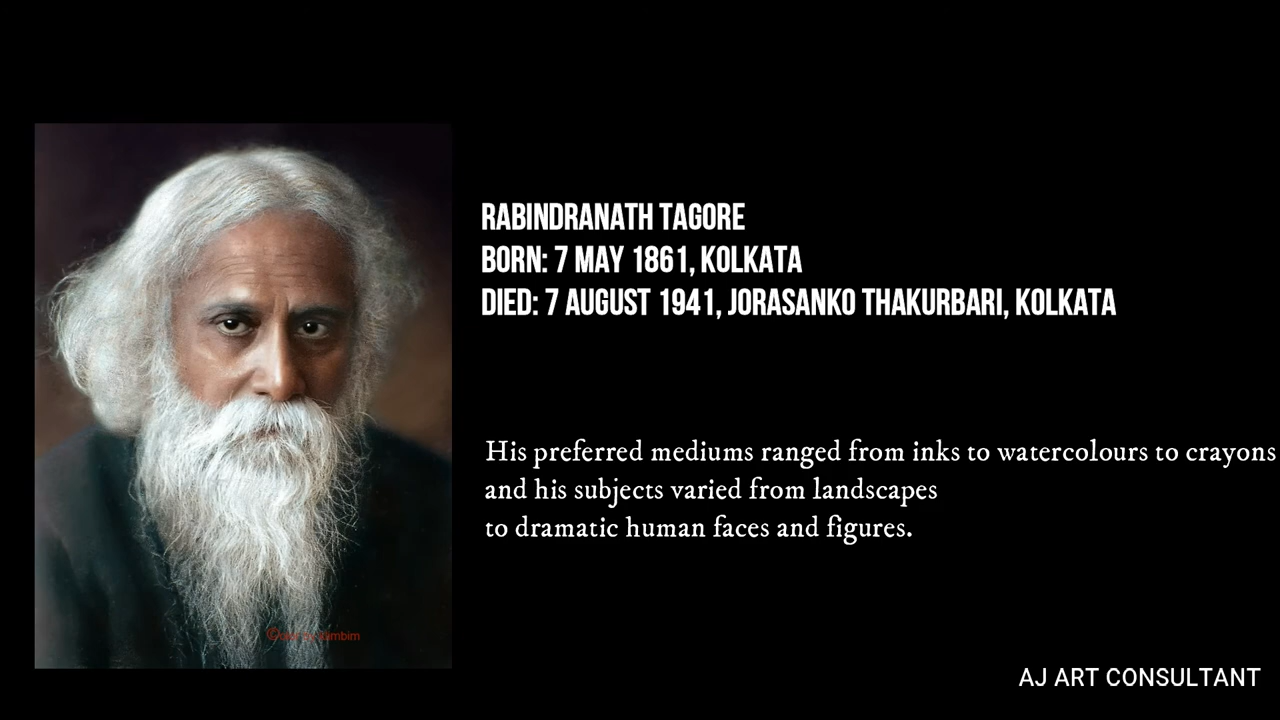 RABINDRANATH TAGORE
BORN: 7 MAY 1861, KOLKATA
DIED: 7 AUGUST 1941, JORASANKO THAKURBARI, KOLKATA
His preferred mediums ranged from inks to watercolours to crayons
and his subjects varied from landscapes
to dramatic human faces and figures.
©
AJ ART CONSULTANT